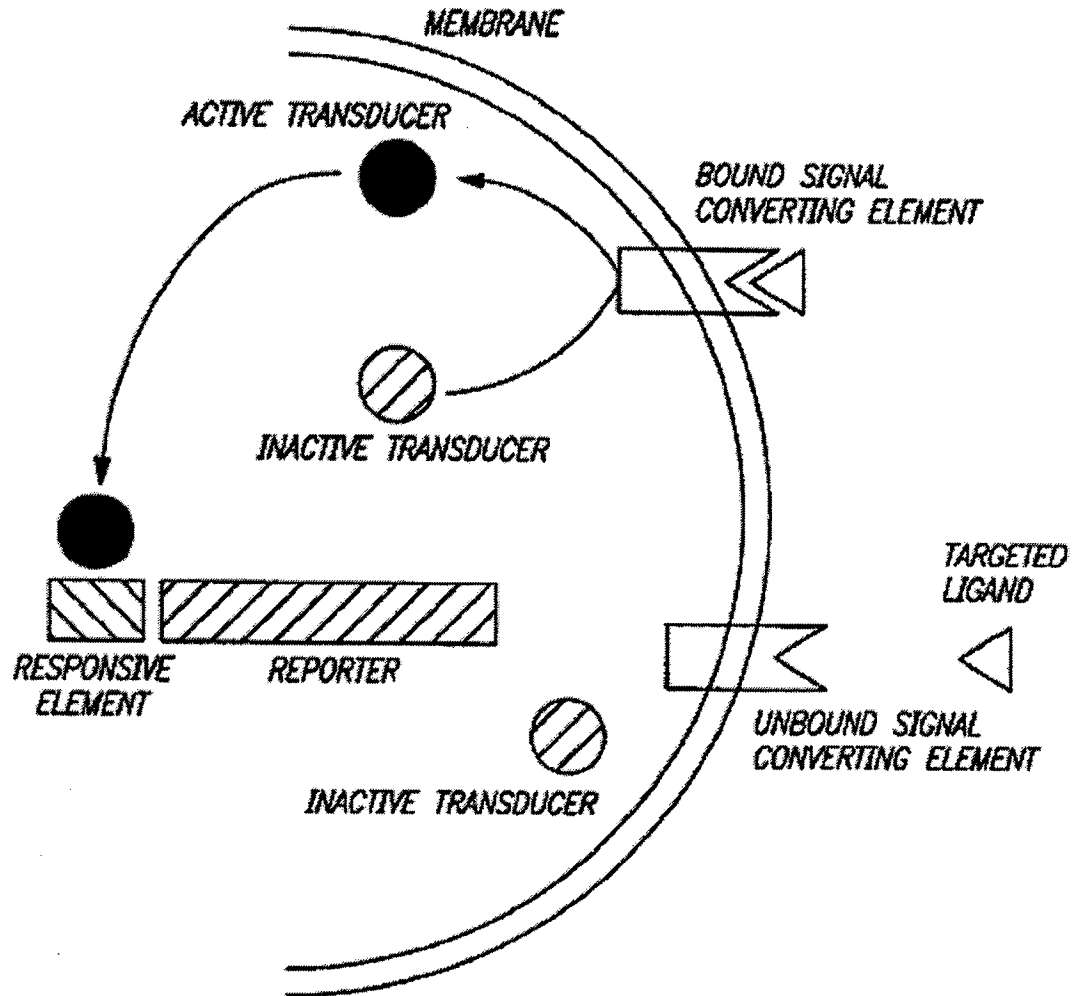 MEMBRANE
ACTIVE TRANSDUCER
BOUND SIGNAL
CONVERTING ELEMENT
INACTIVE TRANSDUCER
TARGETED
LIGAND
RESPONSIVE
ELEMENT
REPORTER
UNBOUND SIGNAL
CONVERTING ELEMENT
INACTIVE TRANSDUCER